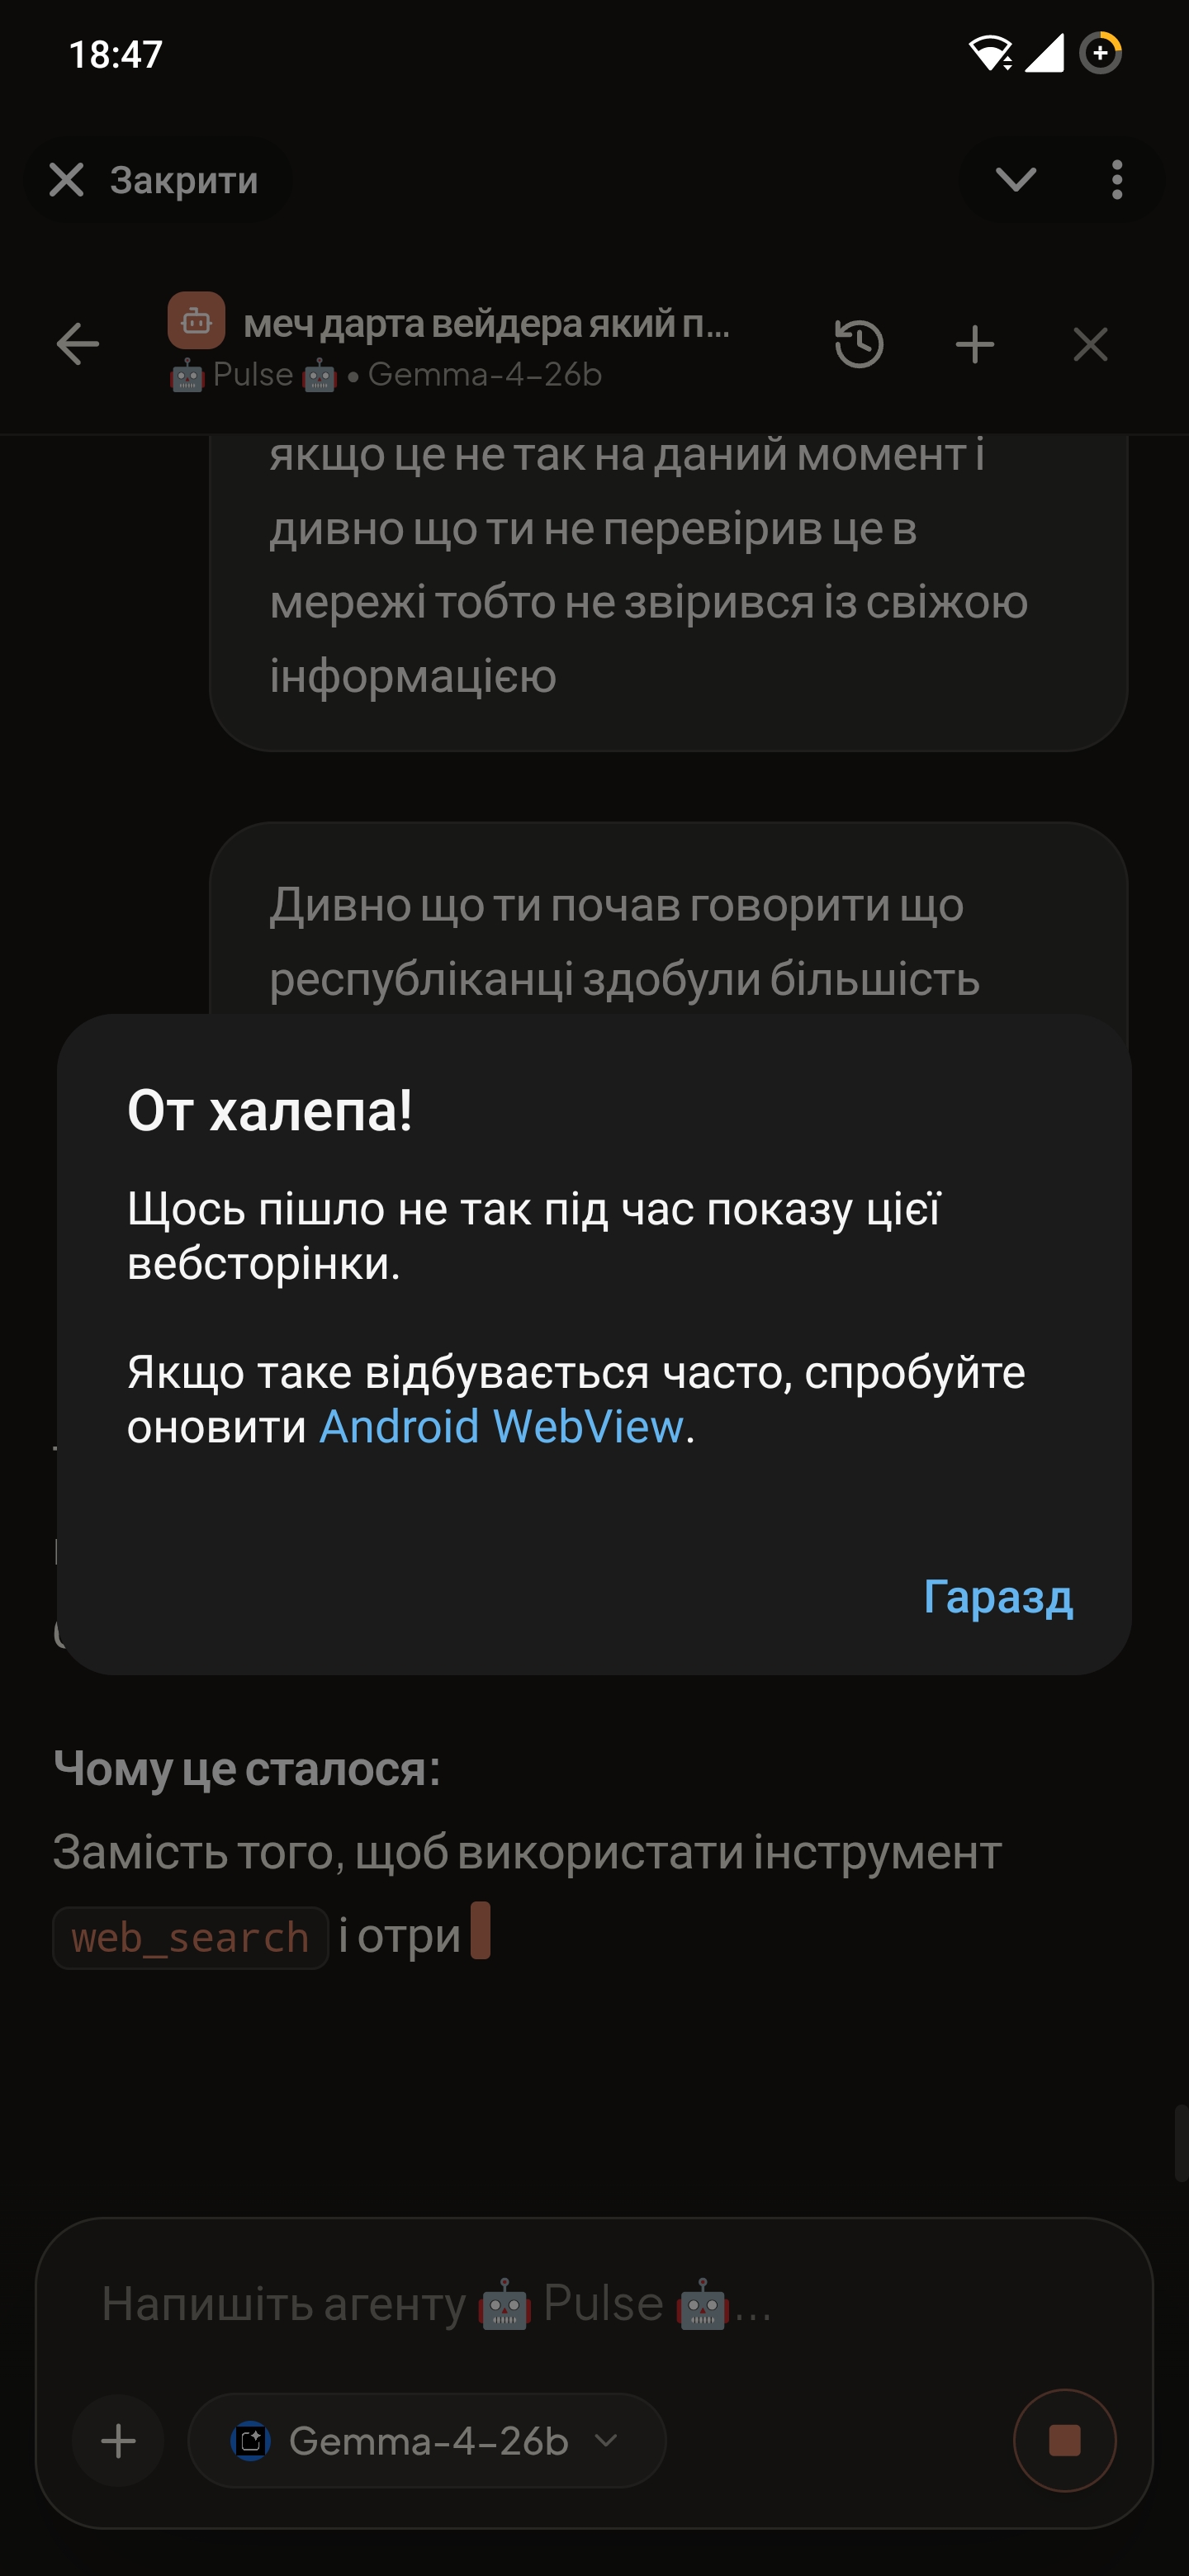 18:47
Закрити
меч дарта вейдера який п...
🤖 Pulse 🤖 • Gemma-4-26b
якщо це не так на даний момент і
дивно що ти не перевірив це в
мережі тобто не звірився із свіжою
інформацією
Дивно що ти почав говорити що
республіканці здобули більшість
От халепа!
Щось пішло не так під час показу цієї
вебсторінки.
Якщо таке відбувається часто, спробуйте
оновити Android WebView.
Гаразд
Чому це сталося:
Замість того, щоб використати інструмент
web_search і отри
Напишіть агенту 🤖 Pulse 🤖...
Gemma-4-26b